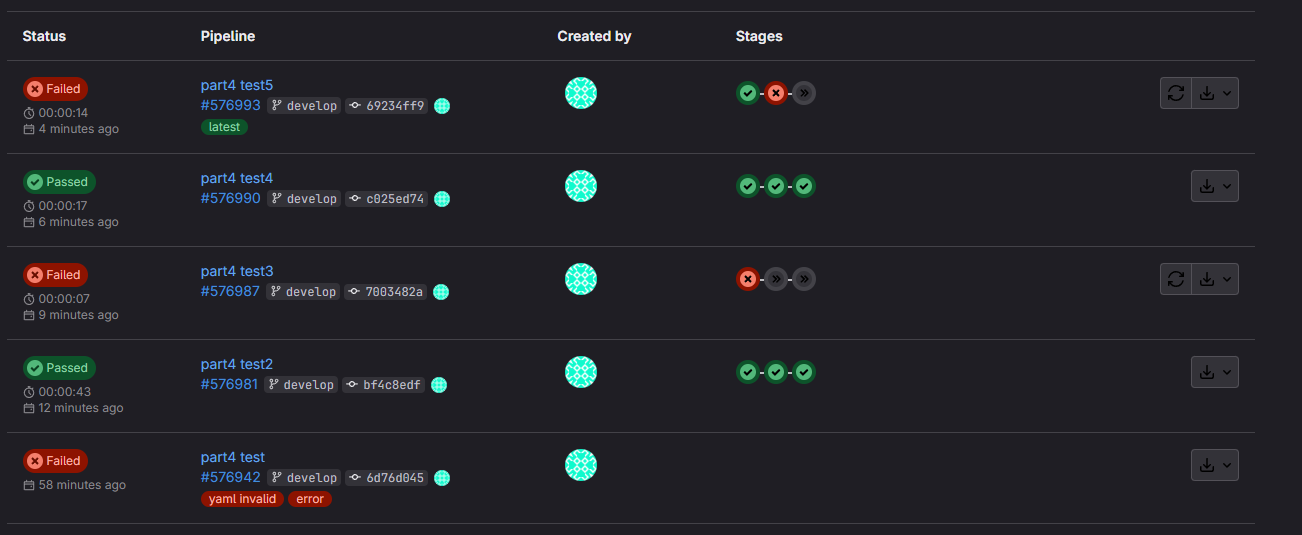 Status Pipeline Created by Stages
Failed
00:00:14
4 minutes ago
part4 test5
#576993 develop 69234ff9
latest
Passed
00:00:17
6 minutes ago
part4 test4
#576990 develop c025ed74
Failed
00:00:07
9 minutes ago
part4 test3
#576987 develop 7003482a
Passed
00:00:43
12 minutes ago
part4 test2
#576981 develop bf4c8edf
Failed
58 minutes ago
part4 test
#576942 develop 6d76d045
yaml invalid error